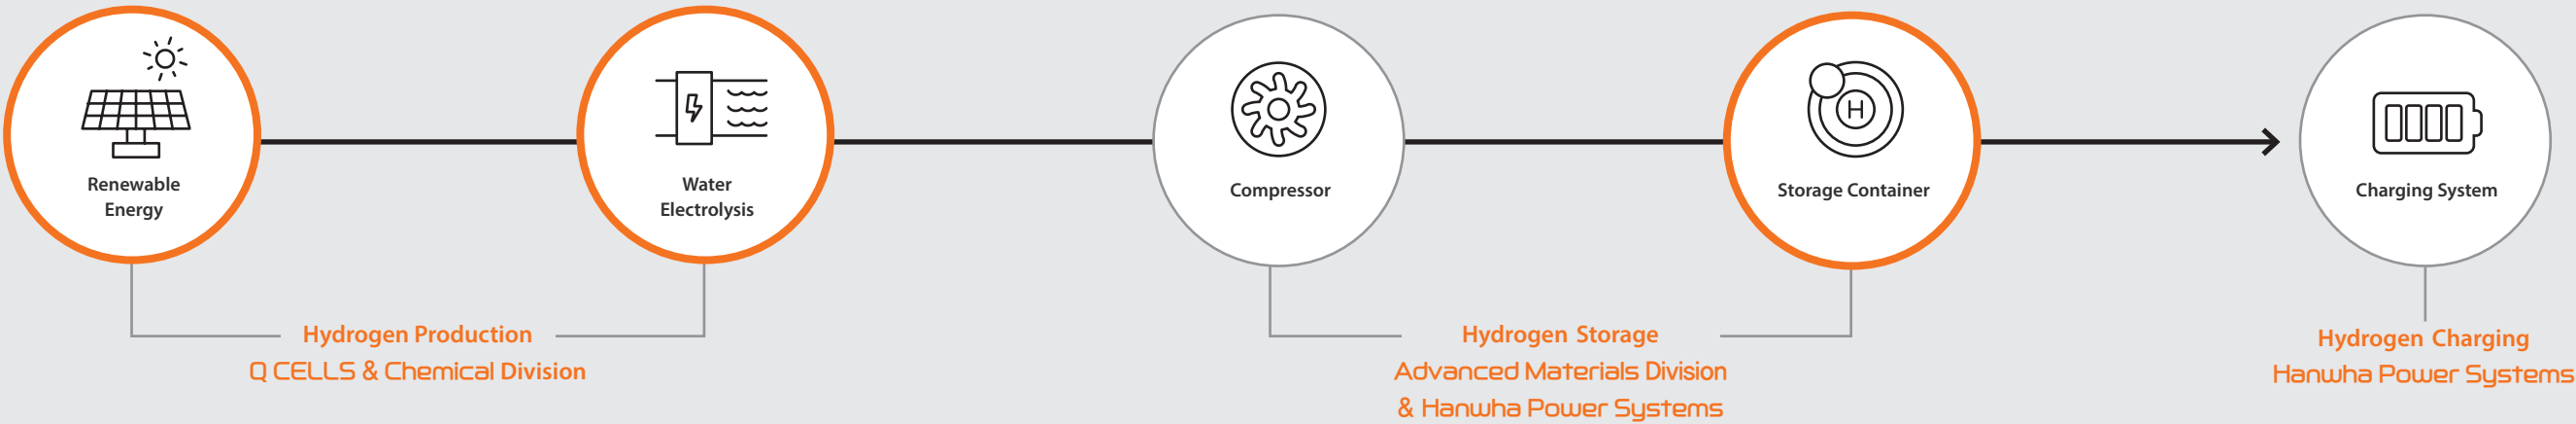 Renewable
Energy
Water
Electrolysis
Compressor
H
Storage Container
Charging System
Hydrogen Production
Q CELLS & Chemical Division
Hydrogen Storage
Advanced Materials Division
& Hanwha Power Systems
Hydrogen Charging
Hanwha Power Systems